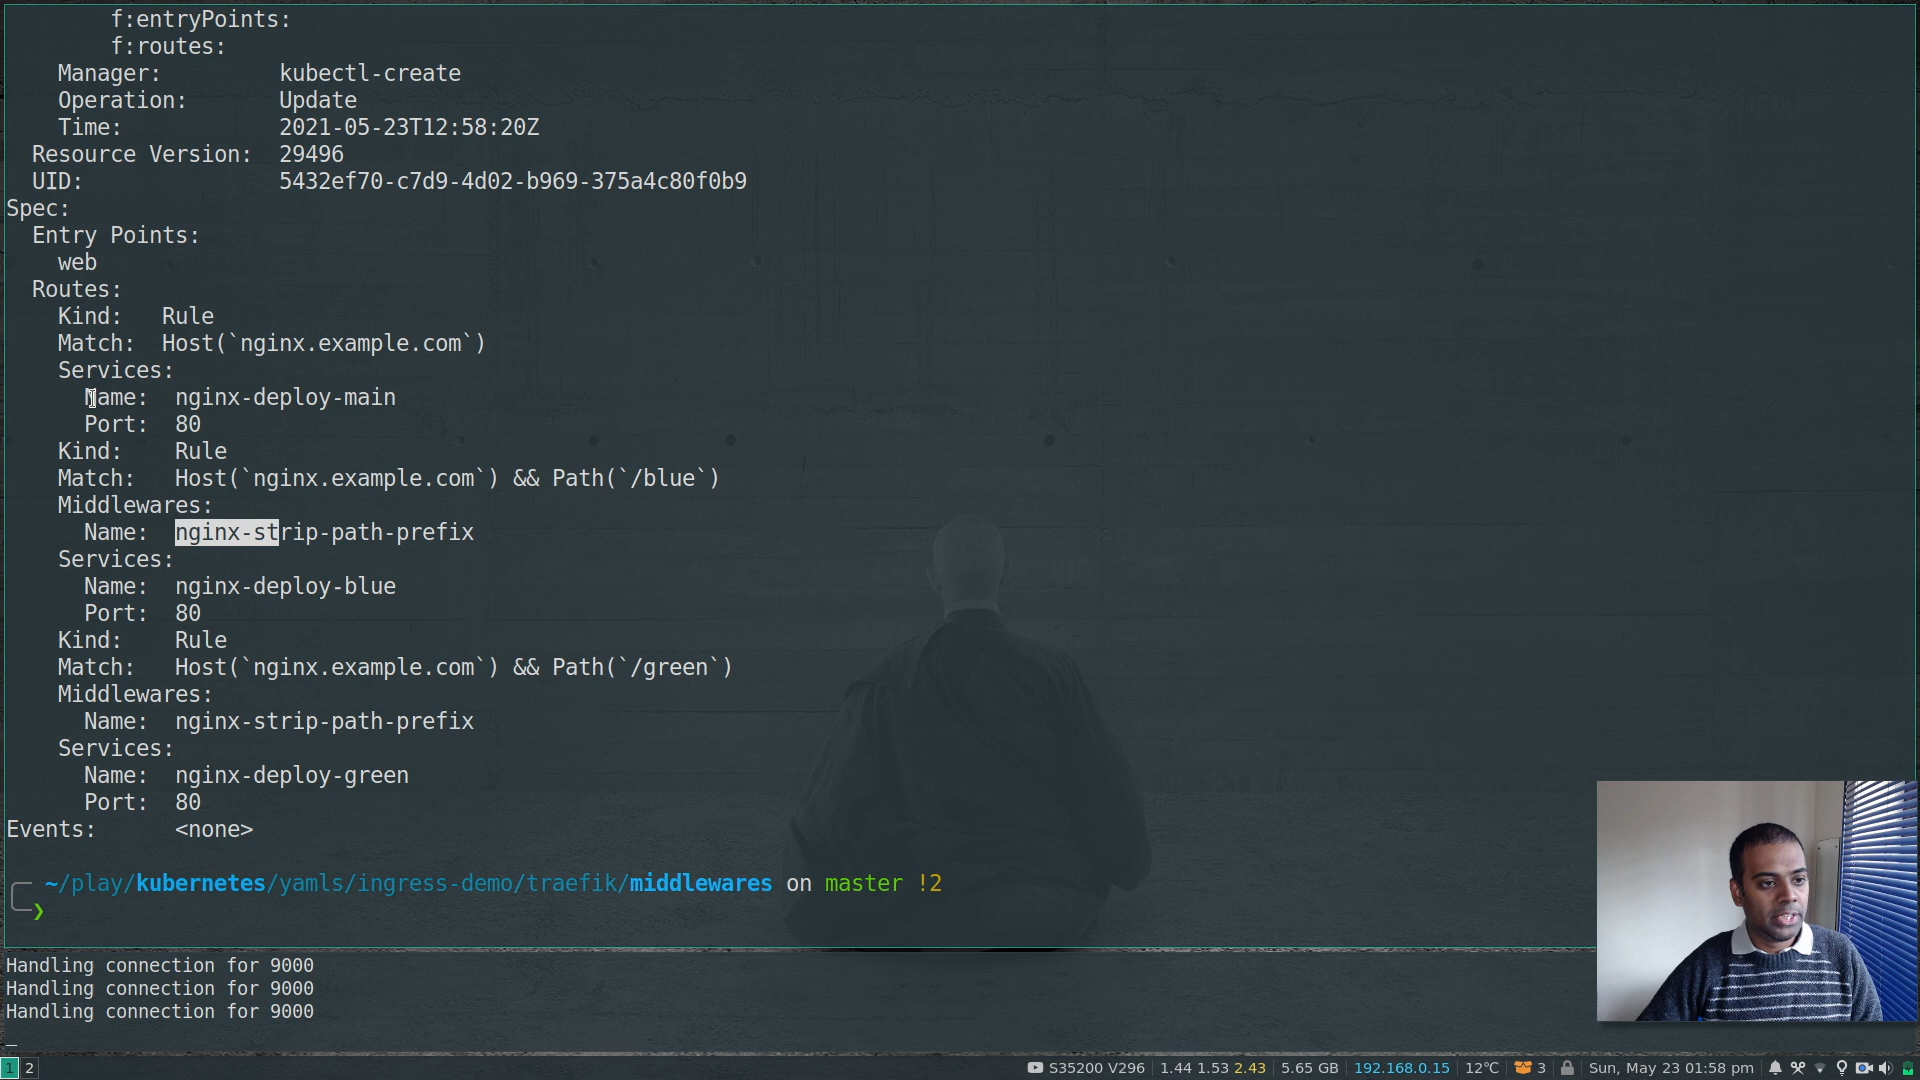 f:entryPoints:
f:routes:
Manager: kubectl-create
Operation: Update
Time: 2021-05-23T12:58:20Z
Resource Version: 29496
UID: 5432ef70-c7d9-4d02-b969-375a4c80f0b9
Spec:
Entry Points:
web
Routes:
Kind: Rule
Match: Host(`nginx.example.com`)
Services:
Name: nginx-deploy-main
Port: 80
Kind: Rule
Match: Host(`nginx.example.com`) && Path(`/blue`)
Middlewares:
Name: nginx-strip-path-prefix
Services:
Name: nginx-deploy-blue
Port: 80
Kind: Rule
Match: Host(`nginx.example.com`) && Path(`/green`)
Middlewares:
Name: nginx-strip-path-prefix
Services:
Name: nginx-deploy-green
Port: 80
Events: <none>
~/play/kubernetes/yamls/ingress-demo/traefik/middlewares on master !2
❯
Handling connection for 9000
Handling connection for 9000
Handling connection for 9000
_
1 2 S35200 V296 1.44 1.53 2.43 5.65 GB 192.168.0.15 12℃ 3 Sun, May 23 01:58 pm